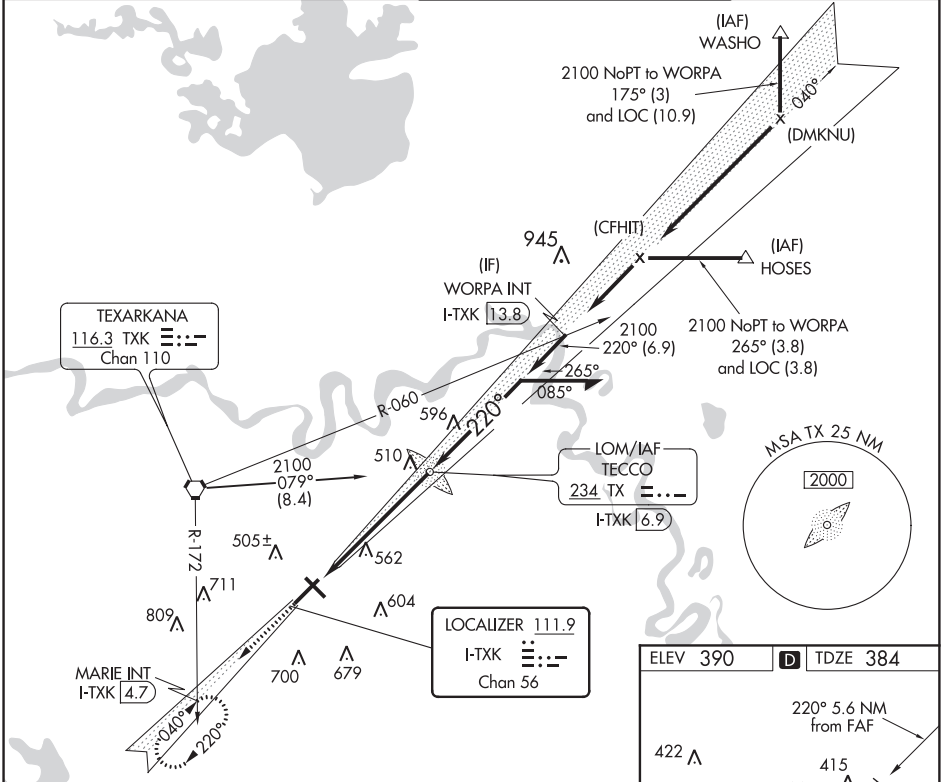 (IAF)
WASHO
2100 NoPT to WORPA
175° (3)
and LOC (10.9)
040°
(DMKNU)
(CFHIT)
945
(IAF)
HOSES
(IF)
WORPA INT
I-TXK 13.8
2100
220° (6.9)
2100 NoPT to WORPA
265° (3.8)
and LOC (3.8)
TEXARKANA
116.3 TXK
Chan 110
265°
085°
R-060
596
220°
510
LOM/IAF
TECCO
234 TX
I-TXK 6.9
MSA TX 25 NM
2000
2100
079°
(8.4)
R-172
505±
562
711
809
604
LOCALIZER 111.9
I-TXK
Chan 56
700
679
MARIE INT
I-TXK 4.7
040°
220°
ELEV 390
D
TDZE 384
220° 5.6 NM
from FAF
422
415